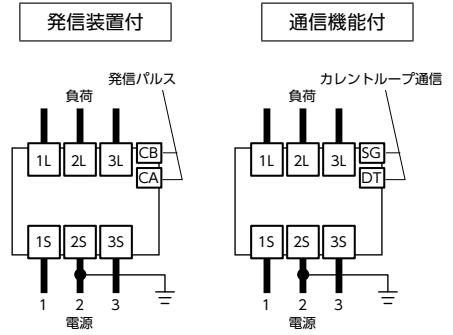 発信装置付
発信パルス
負荷
1L 2L 3L CB
CA
1S 2S 3S
1 2 3
電源
通信機能付
カレントループ通信
負荷
1L 2L 3L SG
DT
1S 2S 3S
1 2 3
電源